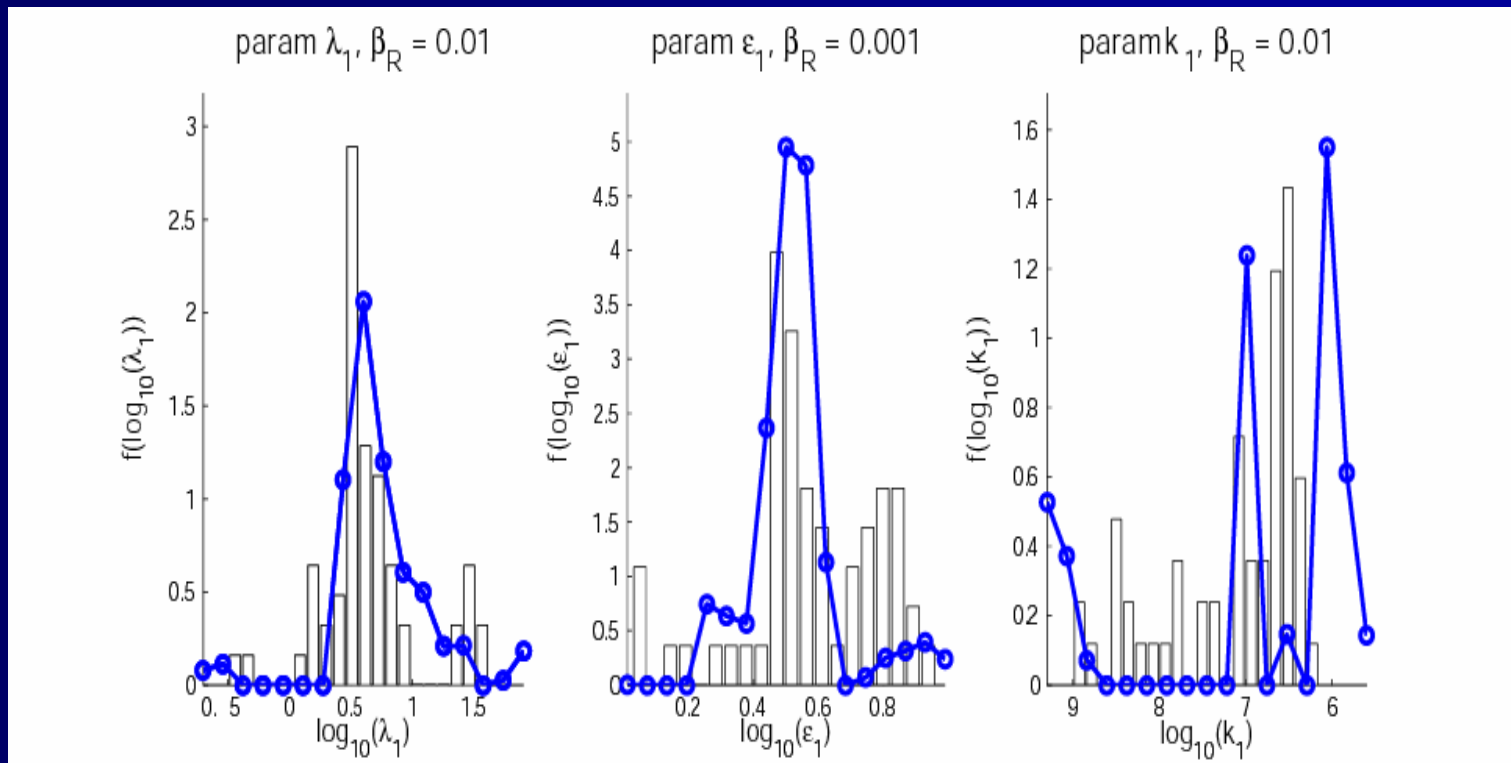 param λ1, βR = 0.01
f(log10(λ1))
3
2.5
2
1.5
1
0.5
0
0. 5 0 0.5 1 1.5
log10(λ1)
param ε1, βR = 0.001
f(log10(ε1))
5
4.5
4
3.5
3
2.5
2
1.5
1
0.5
0
0.2 0.4 0.6 0.8
log10(ε1)
paramk 1, βR = 0.01
f(log10(k1))
1.6
1.4
12
1
0.8
0.6
0.4
02
0
9 8 7 6
log10(k1)